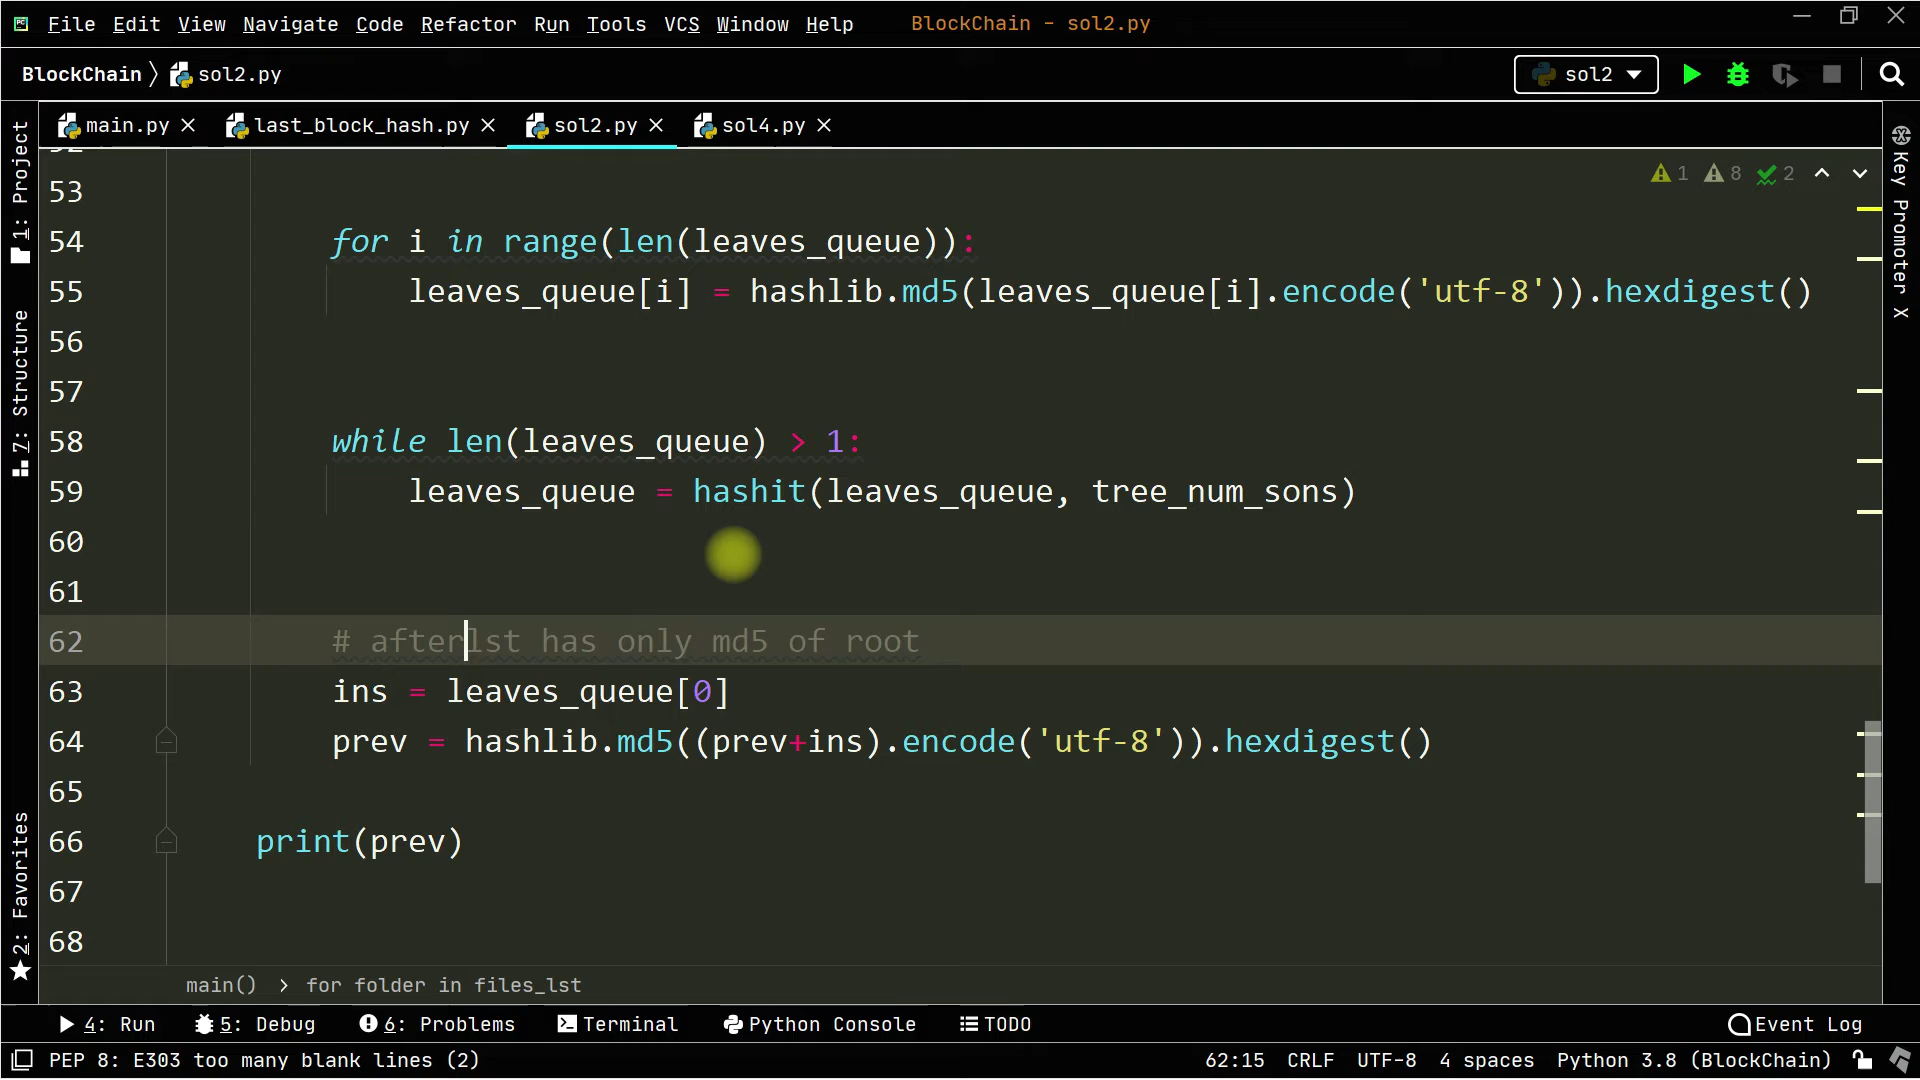 File Edit View Navigate Code Refactor Run Tools VCS Window Help BlockChain - sol2.py
BlockChain 〉 sol2.py sol2
main.py last_block_hash.py sol2.py sol4.py
1: Project
7: Structure
2: Favorites
Key Promoter X
1 8 2
53
54 for i in range(len(leaves_queue)):
55 leaves_queue[i] = hashlib.md5(leaves_queue[i].encode('utf-8')).hexdigest()
56
57
58 while len(leaves_queue) > 1:
59 leaves_queue = hashit(leaves_queue, tree_num_sons)
60
61
62 # afterlst has only md5 of root
63 ins = leaves_queue[0]
64 prev = hashlib.md5((prev+ins).encode('utf-8')).hexdigest()
65
66 print(prev)
67
68
main() > for folder in files_lst
4: Run 5: Debug 6: Problems Terminal Python Console TODO Event Log
PEP 8: E303 too many blank lines (2) 62:15 CRLF UTF-8 4 spaces Python 3.8 (BlockChain)